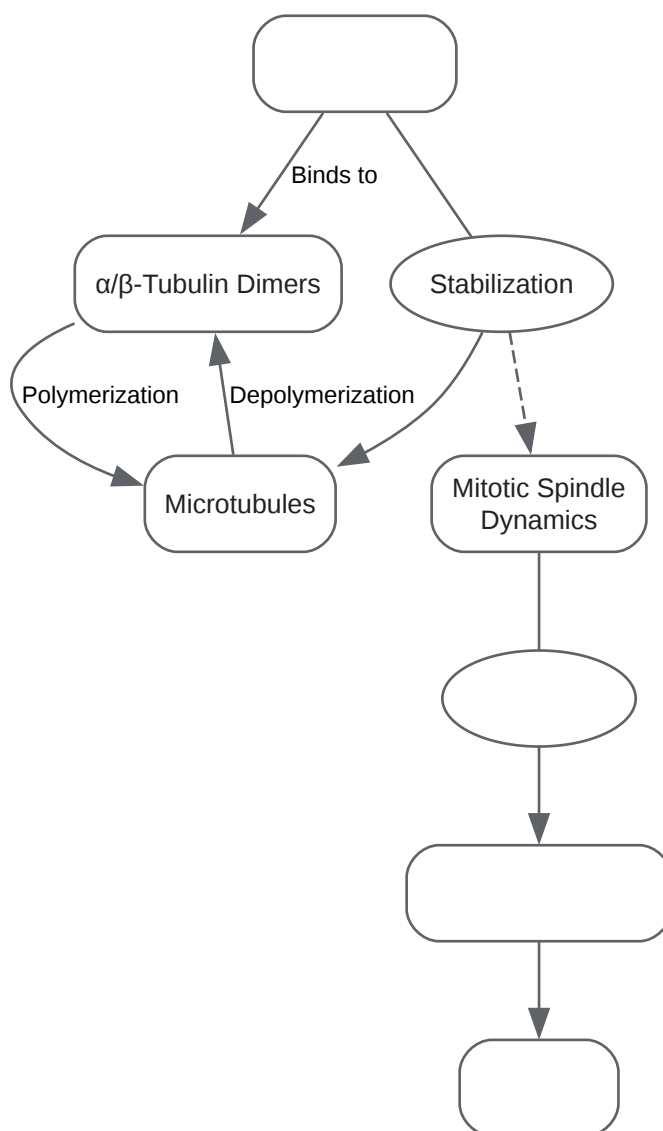 Binds to
α/β-Tubulin Dimers
Stabilization
Polymerization
Depolymerization
Microtubules
Mitotic Spindle
Dynamics